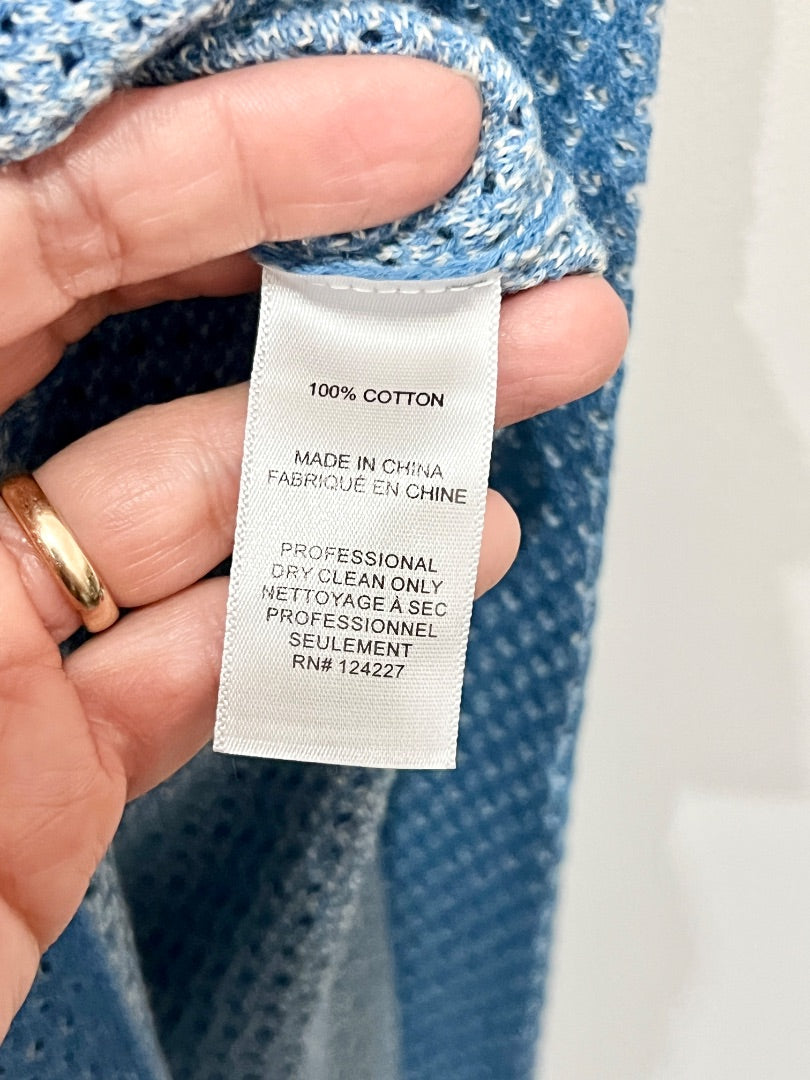 100% COTTON
MADE IN CHINA
FABRIQUÉ EN CHINE
PROFESSIONAL
DRY CLEAN ONLY
NETTOYAGE À SEC
PROFESSIONNEL
SEULEMENT
RN# 124227